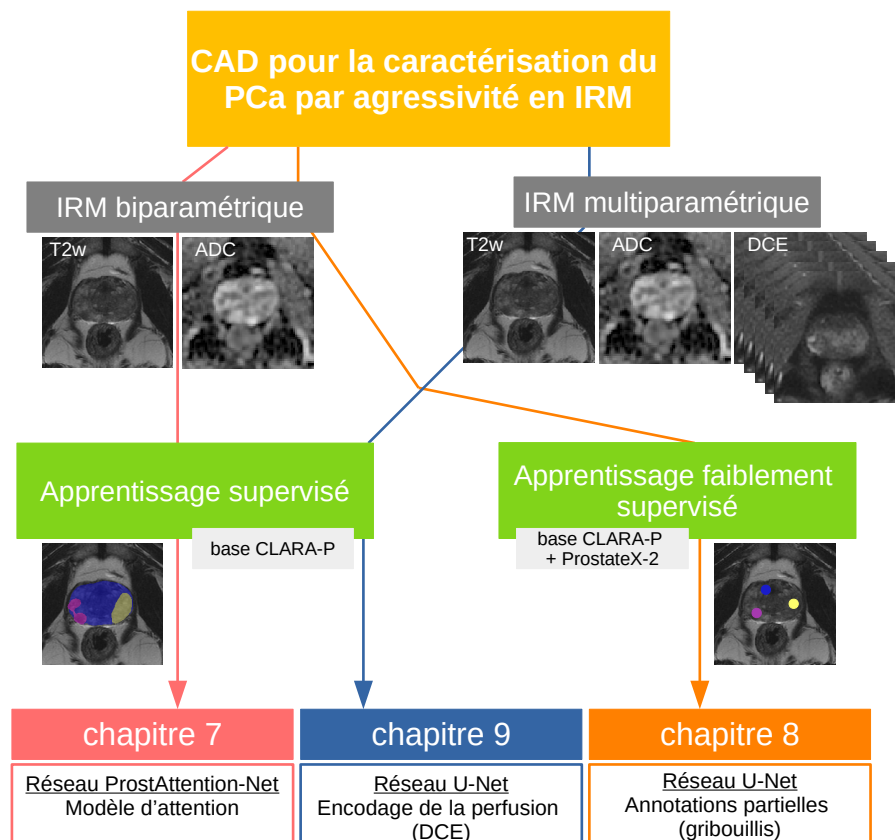 CAD pour la caractérisation du
PCa par agressivité en IRM
IRM biparamétrique
IRM multiparamétrique
T2w
ADC
T2w
ADC
DCE
Apprentissage supervisé
Apprentissage faiblement
supervisé
base CLARA-P
base CLARA-P
+ ProstateX-2
chapitre 7
chapitre 9
chapitre 8
Réseau ProstAttention-Net
Modèle d'attention
Réseau U-Net
Encodage de la perfusion
(DCE)
Réseau U-Net
Annotations partielles
(gribouillis)